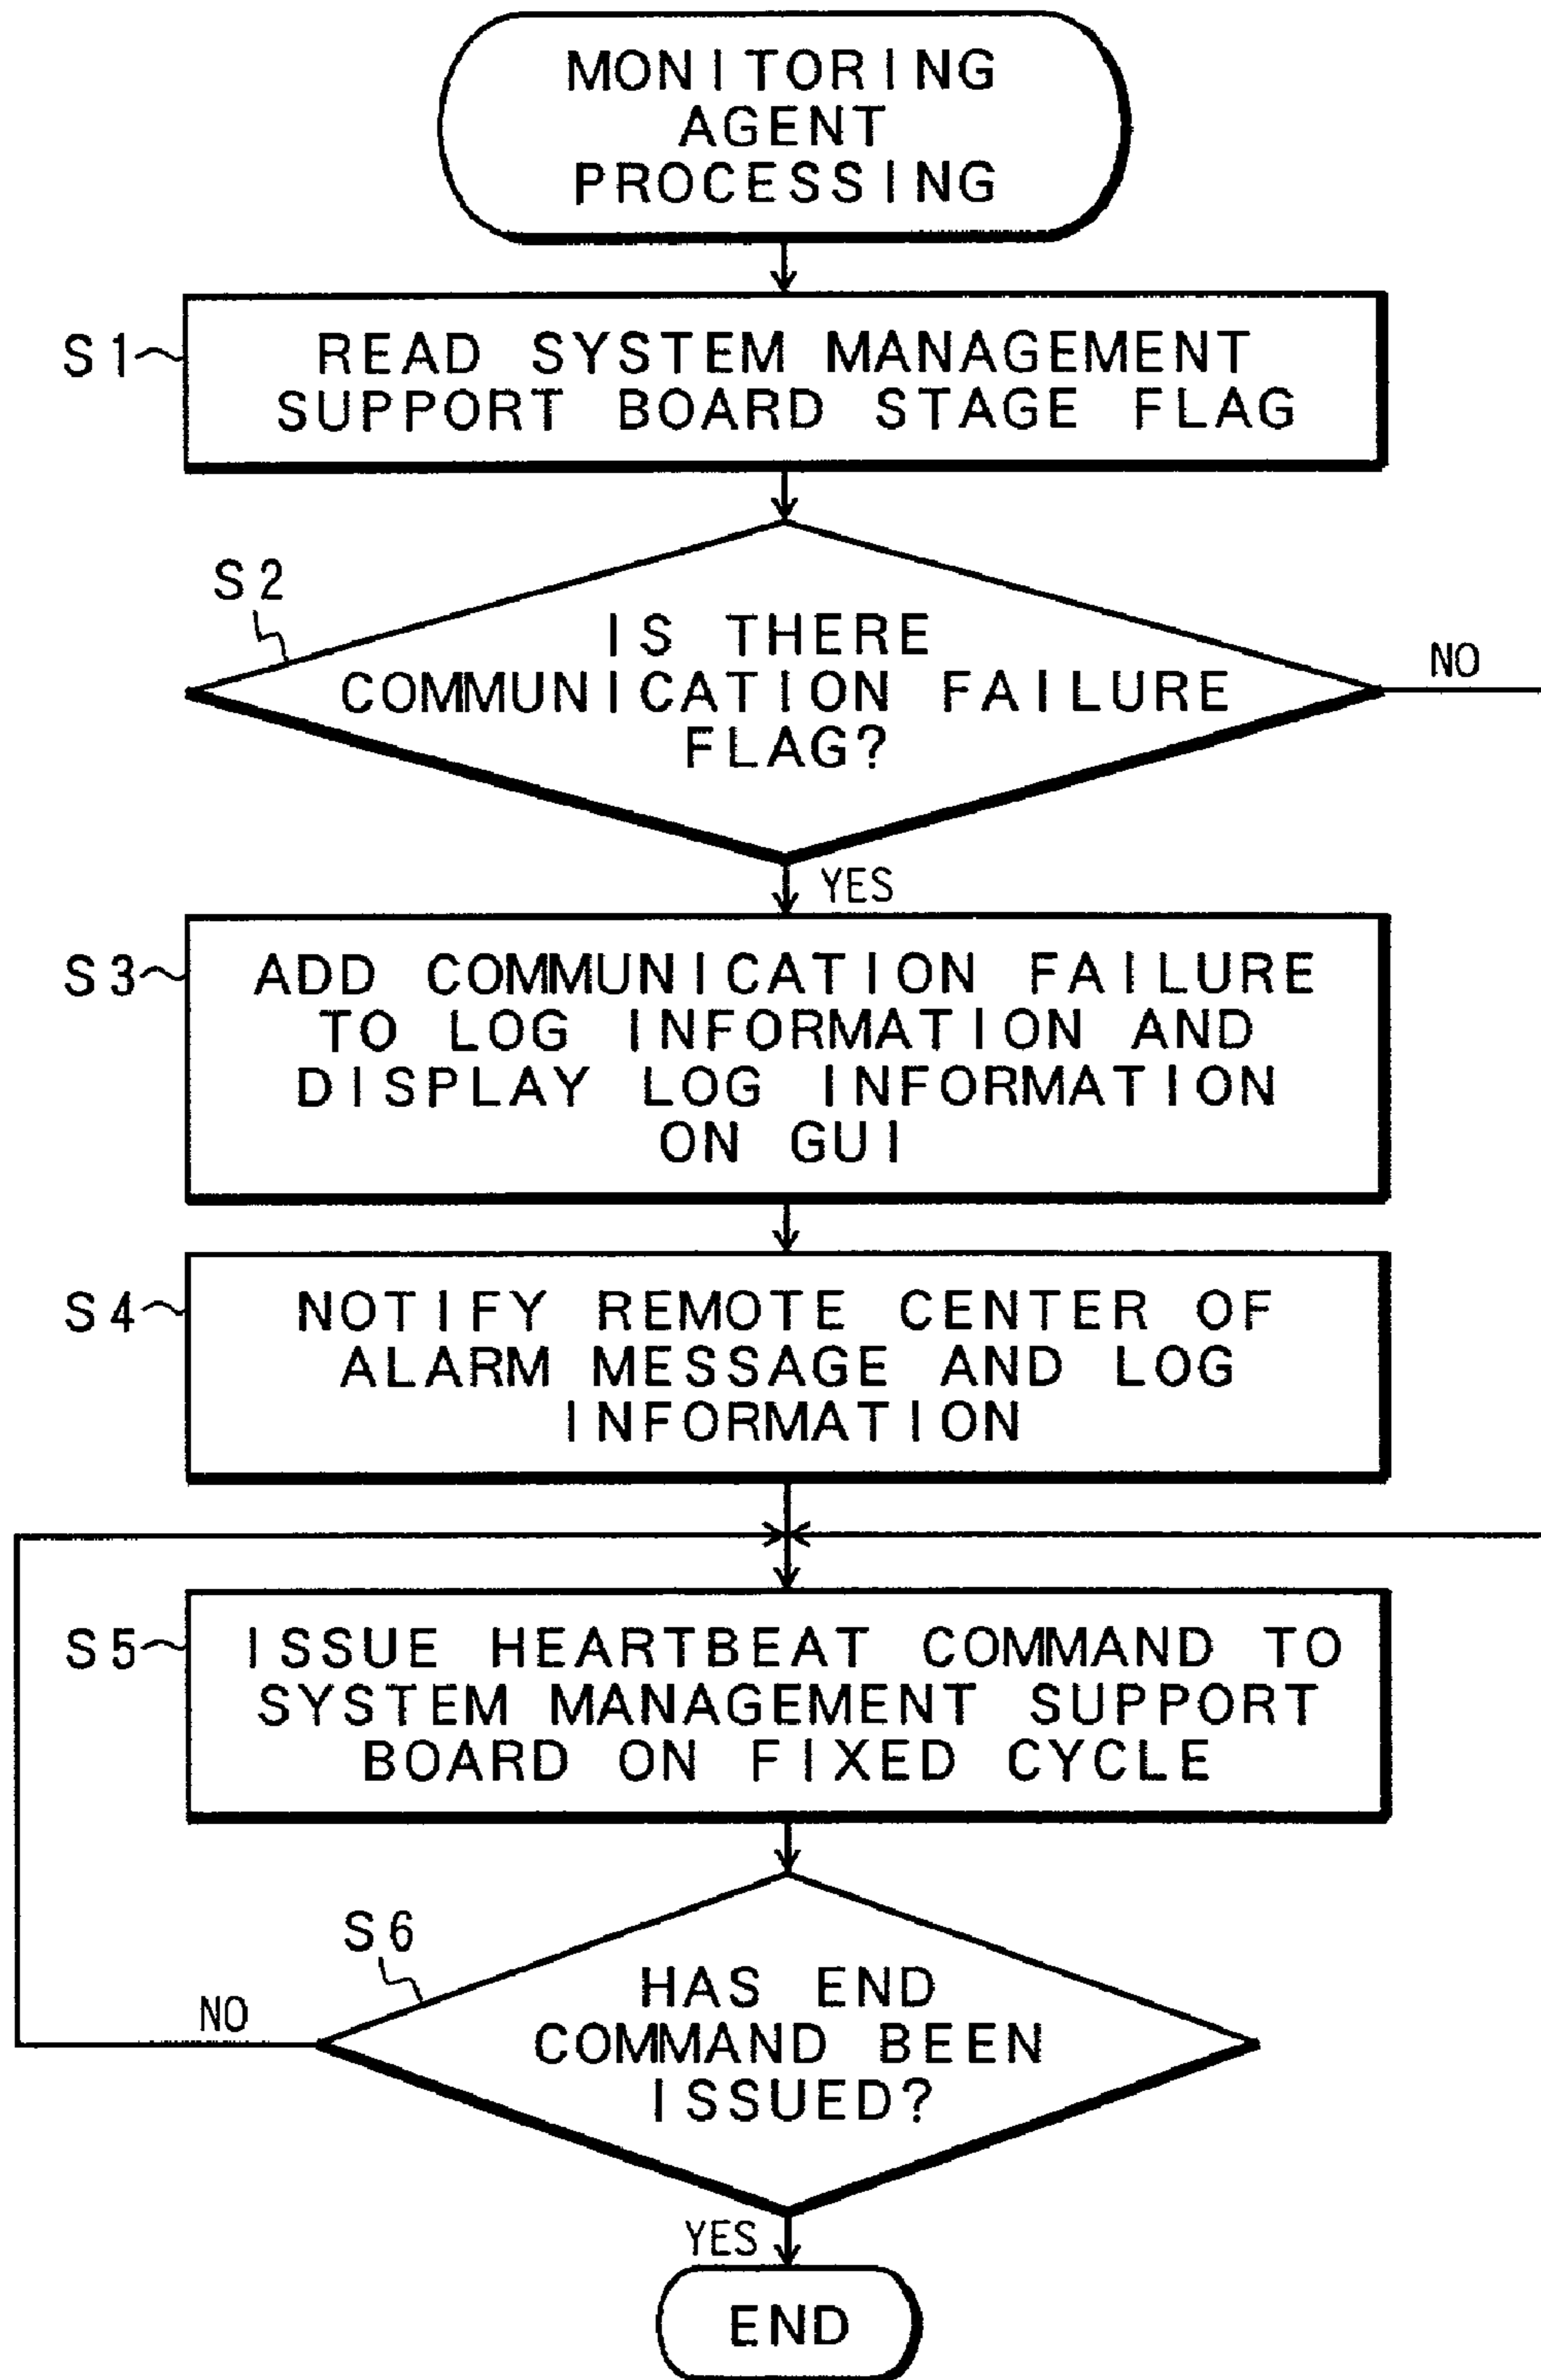 MONITORING
AGENT
PROCESSING
S1
READ SYSTEM MANAGEMENT
SUPPORT BOARD STAGE FLAG
S2
IS THERE
COMMUNICATION FAILURE
FLAG?
NO
YES
S3
ADD COMMUNICATION FAILURE
TO LOG INFORMATION AND
DISPLAY LOG INFORMATION
ON GUI
S4
NOTIFY REMOTE CENTER OF
ALARM MESSAGE AND LOG
INFORMATION
S5
ISSUE HEARTBEAT COMMAND TO
SYSTEM MANAGEMENT SUPPORT
BOARD ON FIXED CYCLE
S6
HAS END
COMMAND BEEN
ISSUED?
NO
YES
END